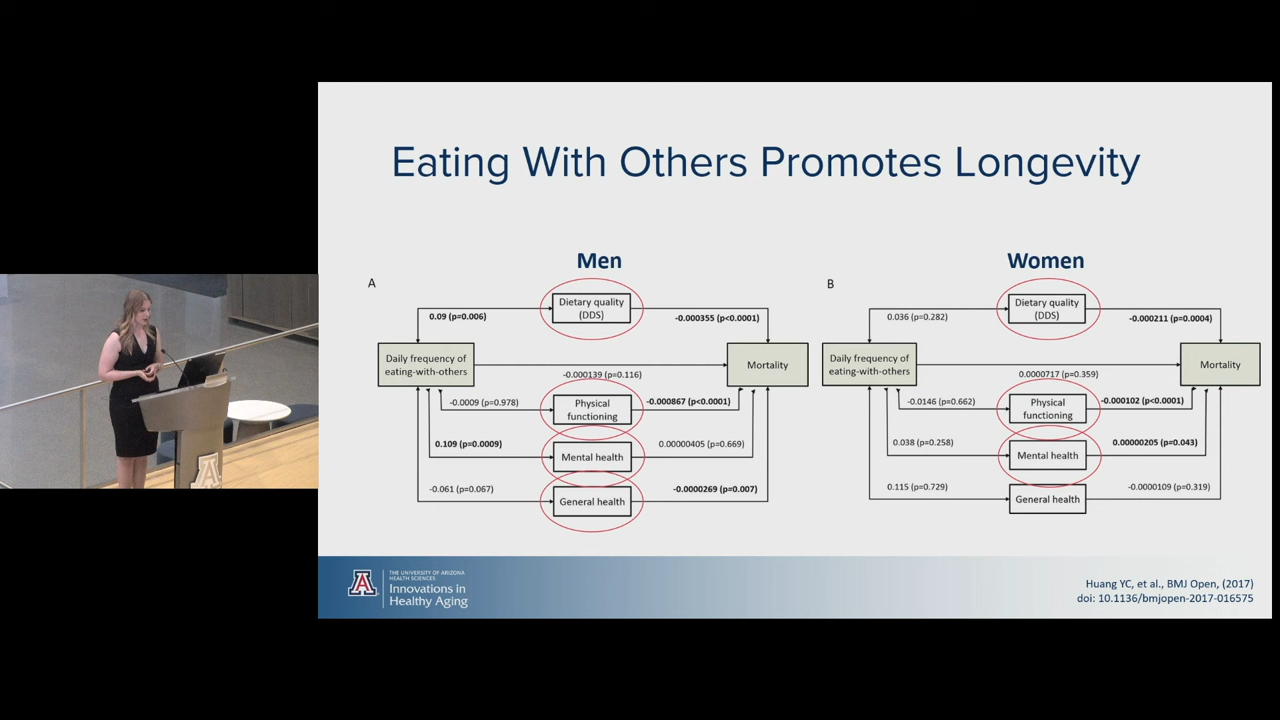 Eating With Others Promotes Longevity
Men
A
Dietary quality
(DDS)
0.09 (p=0.006)
-0.000355 (p<0.0001)
Daily frequency of
eating-with-others
Mortality
-0.000139 (p=0.116)
-0.0009 (p=0.978)
Physical
functioning
-0.000867 (p<0.0001)
0.109 (p=0.0009)
Mental health
0.00000405 (p=0.669)
-0.061 (p=0.067)
General health
-0.0000269 (p=0.007)
Women
B
Dietary quality
(DDS)
0.036 (p=0.282)
-0.000211 (p=0.0004)
Daily frequency of
eating-with-others
Mortality
0.0000717 (p=0.359)
-0.0146 (p=0.662)
Physical
functioning
-0.000102 (p<0.0001)
0.038 (p=0.258)
Mental health
0.00000205 (p=0.043)
0.115 (p=0.729)
General health
-0.0000109 (p=0.319)
A
THE UNIVERSITY OF ARIZONA
HEALTH SCIENCES
Innovations in
Healthy Aging
Huang YC, et al., BMJ Open, (2017)
doi: 10.1136/bmjopen-2017-016575
A